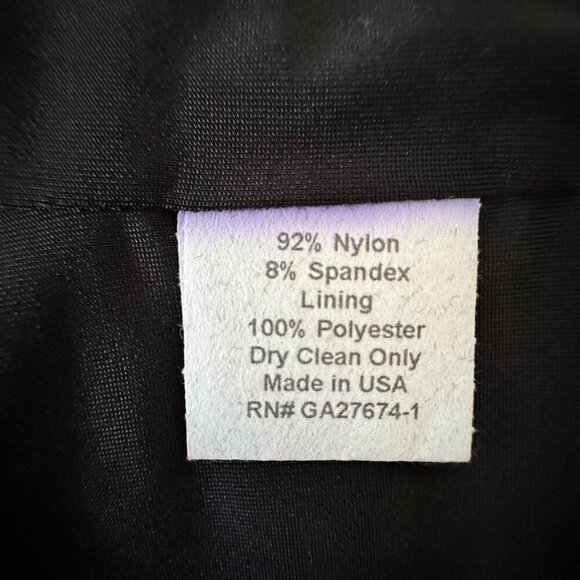 92% Nylon
8% Spandex
Lining
100% Polyester
Dry Clean Only
Made in USA
RN# GA27674-1